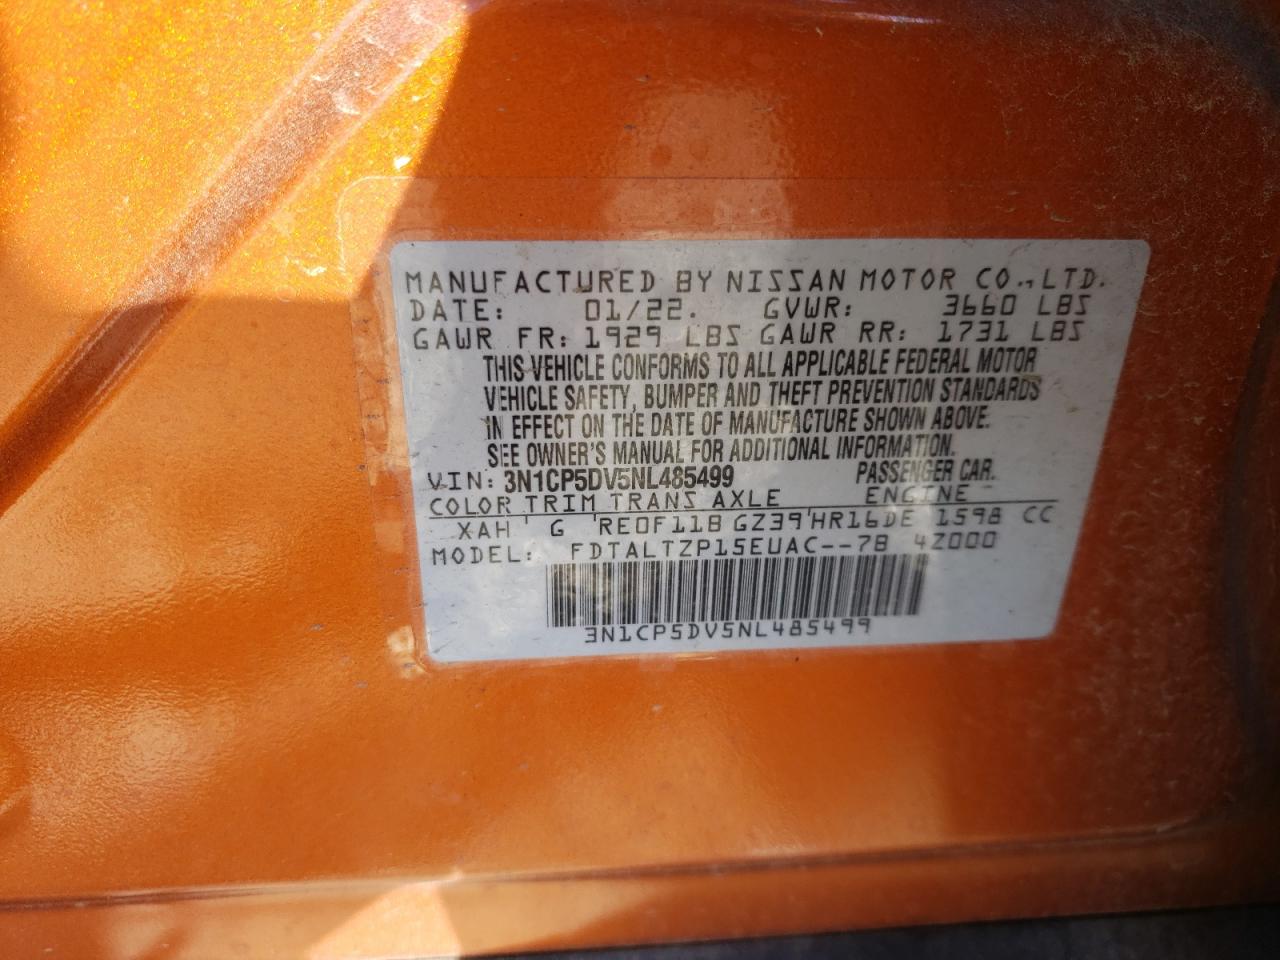 MANUFACTURED BY NISSAN MOTOR CO.,LTD.
DATE: 01/22. GVWR: 3660 LBS
GAWR FR: 1929 LBS GAWR RR: 1731 LBS
THIS VEHICLE CONFORMS TO ALL APPLICABLE FEDERAL MOTOR
VEHICLE SAFETY, BUMPER AND THEFT PREVENTION STANDARDS
IN EFFECT ON THE DATE OF MANUFACTURE SHOWN ABOVE.
SEE OWNER'S MANUAL FOR ADDITIONAL INFORMATION.
VIN: 3N1CP5DV5NL485499 PASSENGER CAR.
COLOR TRIM TRANS AXLE ENGINE
XAH G RE0F11B GZ39 HR16DE 1598 CC
MODEL: FDTALTZP15EUAC--7B 4Z000
3N1CP5DV5NL485499